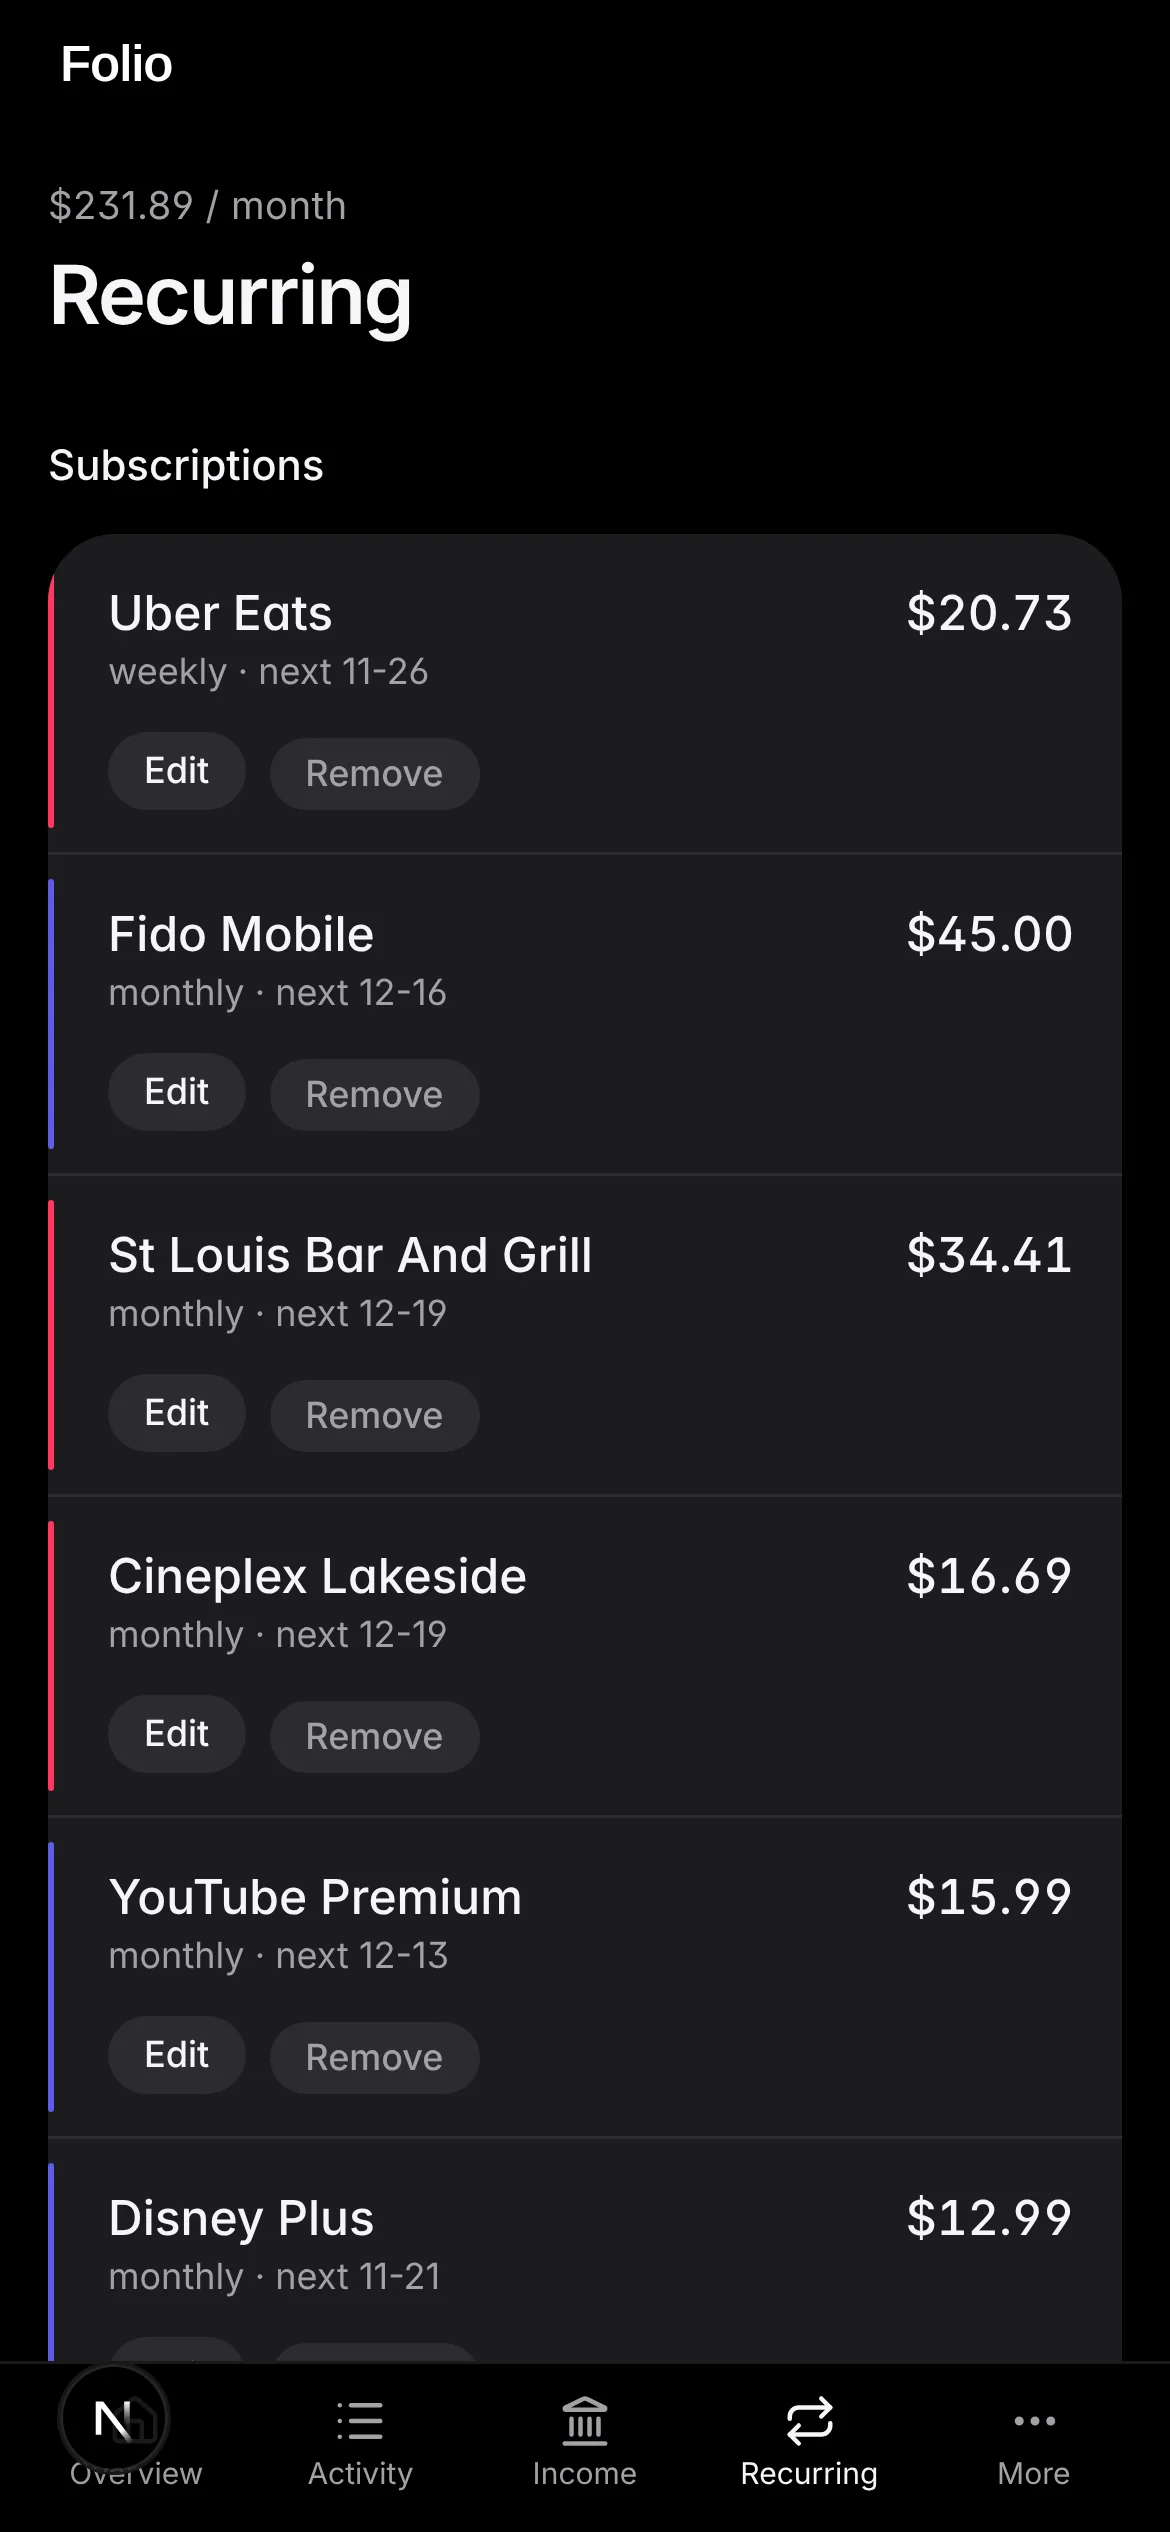 Folio
$231.89 / month
Recurring
Subscriptions
Uber Eats $20.73
weekly · next 11-26
Edit Remove
Fido Mobile $45.00
monthly · next 12-16
Edit Remove
St Louis Bar And Grill $34.41
monthly · next 12-19
Edit Remove
Cineplex Lakeside $16.69
monthly · next 12-19
Edit Remove
YouTube Premium $15.99
monthly · next 12-13
Edit Remove
Disney Plus $12.99
monthly · next 11-21
N
Overview Activity Income Recurring More